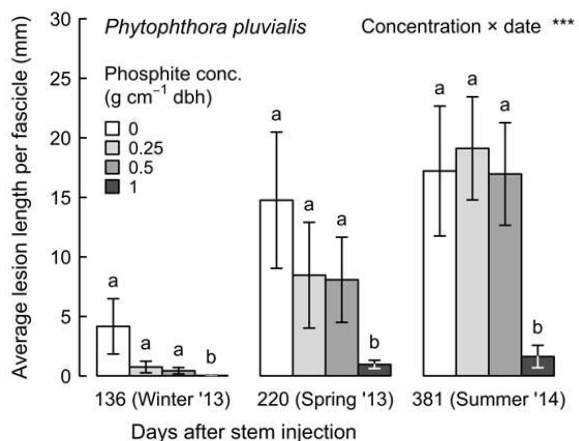 Phytophthora pluvialis
Concentration × date ***
Phosphite conc.
(g cm⁻¹ dbh)
0
0.25
0.5
1
Average lesion length per fascicle (mm)
30
25
20
15
10
5
0
a
a
a
b
a
a
a
b
a
a
a
b
136 (Winter '13)
220 (Spring '13)
381 (Summer '14)
Days after stem injection